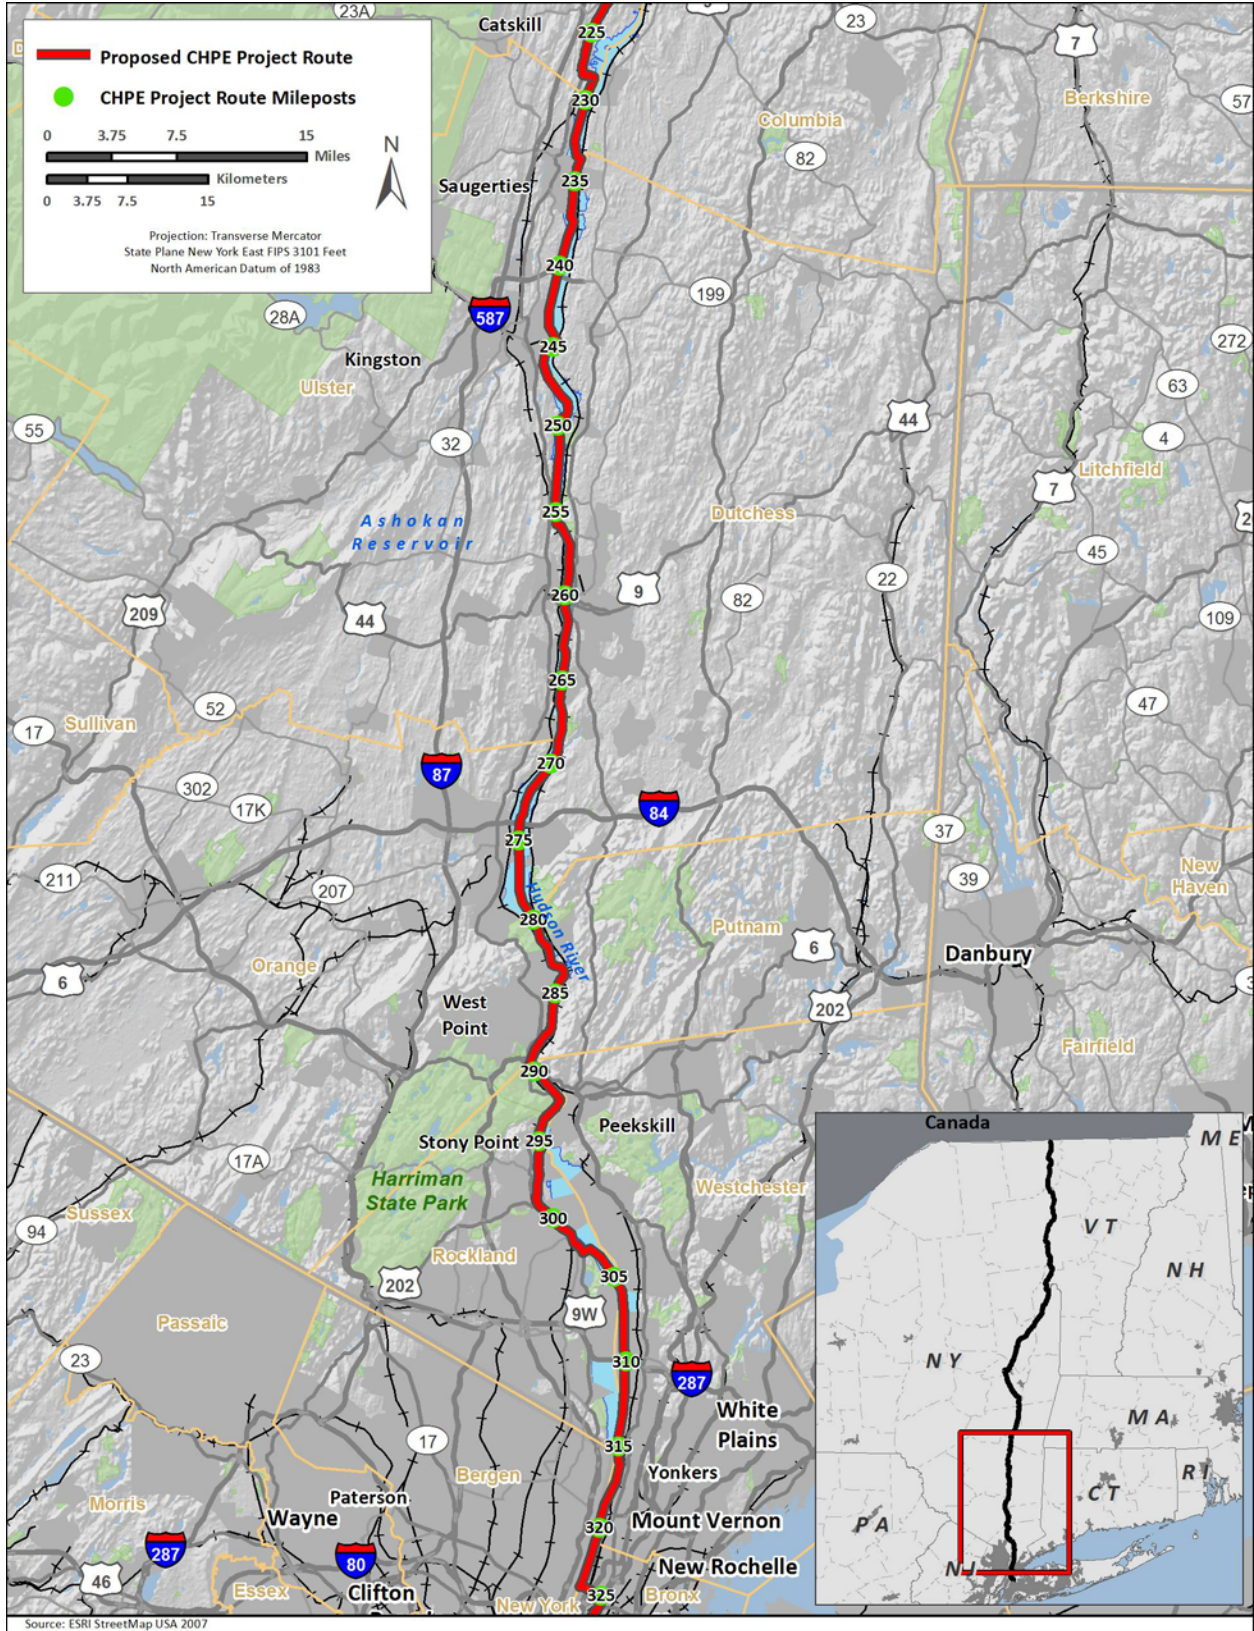 Catskill
23A
Proposed CHPE Project Route
CHPE Project Route Mileposts
0 3.75 7.5 15
Miles
Kilometers
0 3.75 7.5 15
N
Projection: Transverse Mercator
State Plane New York East FIPS 3101 Feet
North American Datum of 1983
225
23
7
Berkshire
57
230
Columbia
82
Saugerties
235
240
199
28A
587
245
272
Kingston
Ulster
63
44
250
55
32
4
Litchfield
7
255
Dutchess
Ashokan
Reservoir
45
22
9
260
82
209
44
109
265
52
47
Sullivan
17
270
87
302
17K
84
275
37
211
207
39
New
Haven
Hudson River
280
Putnam
6
Danbury
Orange
6
285
West
Point
202
Fairfield
290
Peekskill
Stony Point
295
17A
Harriman
State Park
Westchester
Sussex
94
300
Rockland
305
202
9W
Passaic
23
310
287
White
Plains
17
315
Bergen
Yonkers
Morris
Paterson
Wayne
320
Mount Vernon
287
80
New Rochelle
46
Essex
Clifton
325
New York
Bronx
Canada
ME
VT
NH
NY
MA
RI
CT
PA
NJ
Source: ESRI StreetMap USA 2007